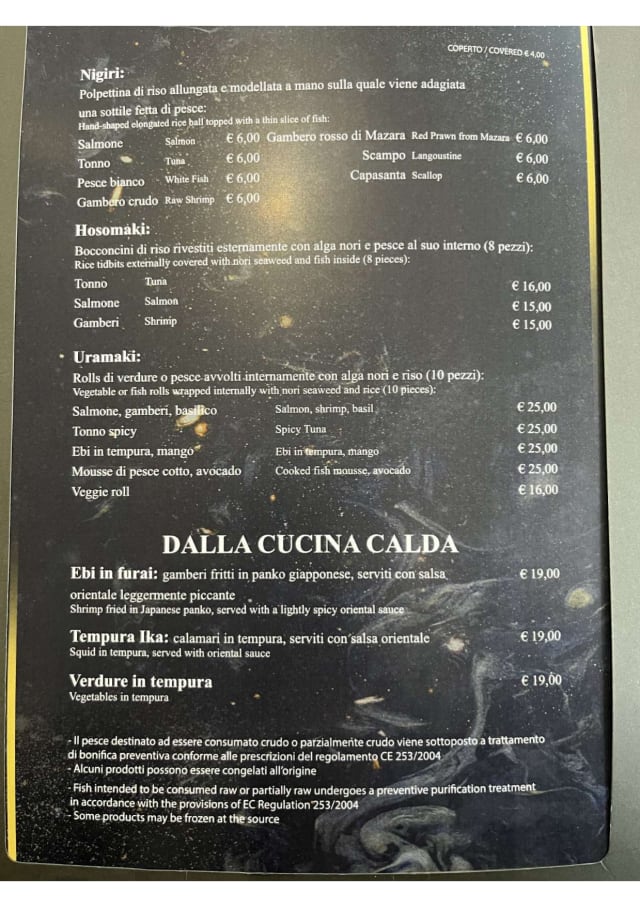 COPERTO / COVERED € 4,00
Nigiri:
Polpettina di riso allungata e modellata a mano sulla quale viene adagiata
una sottile fetta di pesce:
Hand-shaped elongated rice ball topped with a thin slice of fish:
Salmone Salmon € 6,00 Gambero rosso di Mazara Red Prawn from Mazara € 6,00
Tonno Tuna € 6,00 Scampo Langoustine € 6,00
Pesce bianco White Fish € 6,00 Capasanta Scallop € 6,00
Gambero crudo Raw Shrimp € 6,00
Hosomaki:
Bocconcini di riso rivestiti esternamente con alga nori e pesce al suo interno (8 pezzi):
Rice tidbits externally covered with nori seaweed and fish inside (8 pieces):
Tonno Tuna € 16,00
Salmone Salmon € 15,00
Gamberi Shrimp € 15,00
Uramaki:
Rolls di verdure o pesce avvolti internamente con alga nori e riso (10 pezzi):
Vegetable or fish rolls wrapped internally with nori seaweed and rice (10 pieces):
Salmone, gamberi, basilico Salmon, shrimp, basil € 25,00
Tonno spicy Spicy Tuna € 25,00
Ebi in tempura, mango Ebi in tempura, mango € 25,00
Mousse di pesce cotto, avocado Cooked fish mousse, avocado € 25,00
Veggie roll € 16,00
DALLA CUCINA CALDA
Ebi in furai: gamberi fritti in panko giapponese, serviti con salsa € 19,00
orientale leggermente piccante
Shrimp fried in Japanese panko, served with a lightly spicy oriental sauce
Tempura Ika: calamari in tempura, serviti con salsa orientale € 19,00
Squid in tempura, served with oriental sauce
Verdure in tempura € 19,00
Vegetables in tempura
- Il pesce destinato ad essere consumato crudo o parzialmente crudo viene sottoposto a trattamento
di bonifica preventiva conforme alle prescrizioni del regolamento CE 253/2004
- Alcuni prodotti possono essere congelati all'origine
- Fish intended to be consumed raw or partially raw undergoes a preventive purification treatment
in accordance with the provisions of EC Regulation 253/2004
- Some products may be frozen at the source